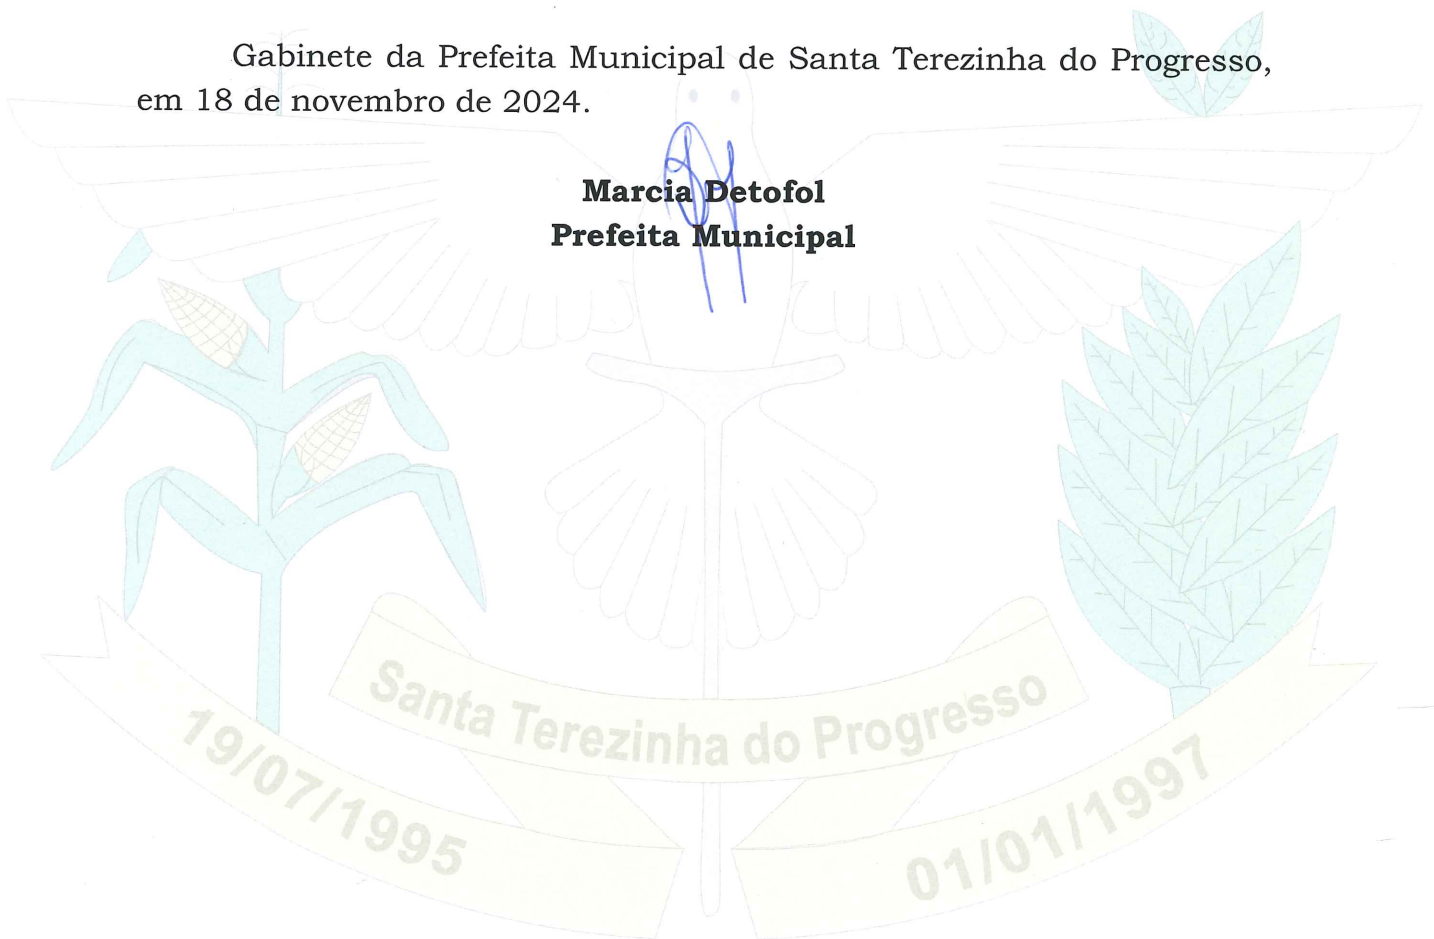 Gabinete da Prefeita Municipal de Santa Terezinha do Progresso,
em 18 de novembro de 2024.
Marcia Detofol
Prefeita Municipal
Santa Terezinha do Progresso
19/07/1995
01/01/1997